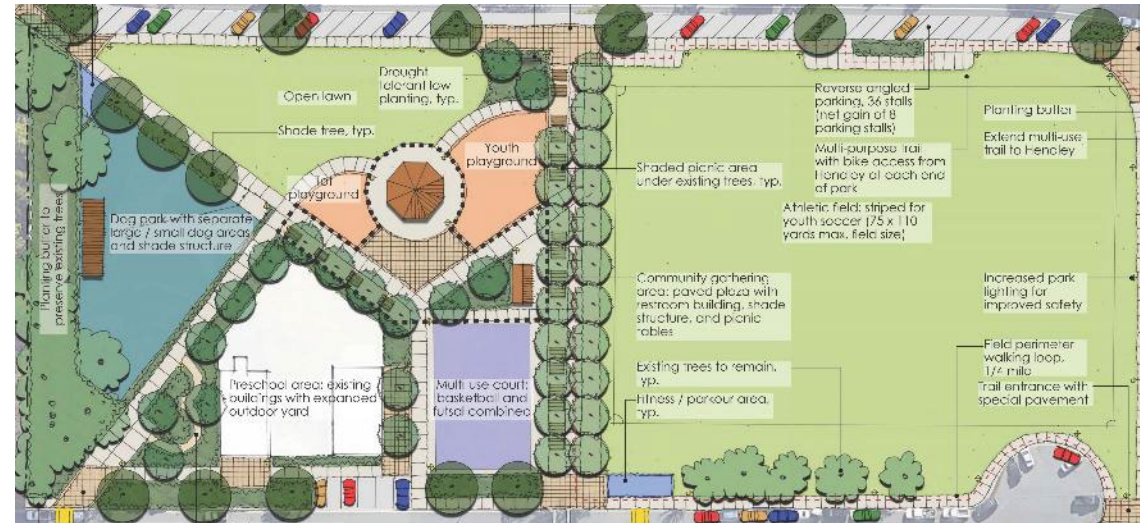 Open lawn
Drought
tolerant low
planting, typ.
Shade tree, typ.
Youth
playground
Tot
playground
Dog park with separate
large / small dog areas
and shade structure
Planting buffer to
preserve existing trees
Preschool area: existing
buildings with expanded
outdoor yard
Multi use court:
basketball and
futsal combined
Shaded picnic area
under existing trees, typ.
Community gathering
area: paved plaza with
restroom building, shade
structure, and picnic
tables
Existing trees to remain,
typ.
Fitness / parkour area,
typ.
Reverse angled
parking, 36 stalls
(net gain of 8
parking stalls)
Multi-purpose trail
with bike access from
Hendley at each end
of park
Athletic field: striped for
youth soccer (75 x 110
yards max. field size)
Planting buffer
Extend multi-use
trail to Hendley
Increased park
lighting for
improved safety
Field perimeter
walking loop,
1/4 mile
Trail entrance with
special pavement